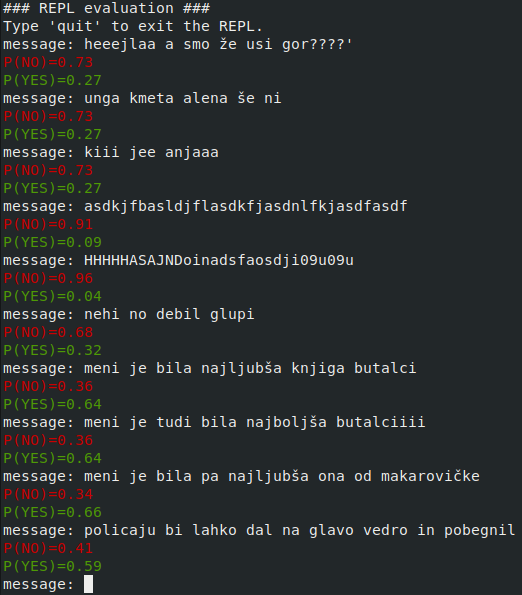 ### REPL evaluation ###
Type 'quit' to exit the REPL.
message: heeejlaa a smo že usi gor????'
P(NO)=0.73
P(YES)=0.27
message: unga kmeta alena še ni
P(NO)=0.73
P(YES)=0.27
message: kiii jee anjaaa
P(NO)=0.73
P(YES)=0.27
message: asdkjfbasldjflasdkfjasdnlfkjasdfasdf
P(NO)=0.91
P(YES)=0.09
message: HHHHHASAJNDoinadsfaosdji09u09u
P(NO)=0.96
P(YES)=0.04
message: nehi no debil glupi
P(NO)=0.68
P(YES)=0.32
message: meni je bila najljubša knjiga butalci
P(NO)=0.36
P(YES)=0.64
message: meni je tudi bila najboljša butalciiii
P(NO)=0.36
P(YES)=0.64
message: meni je bila pa najljubša ona od makarovičke
P(NO)=0.34
P(YES)=0.66
message: policaju bi lahko dal na glavo vedro in pobegnil
P(NO)=0.41
P(YES)=0.59
message: